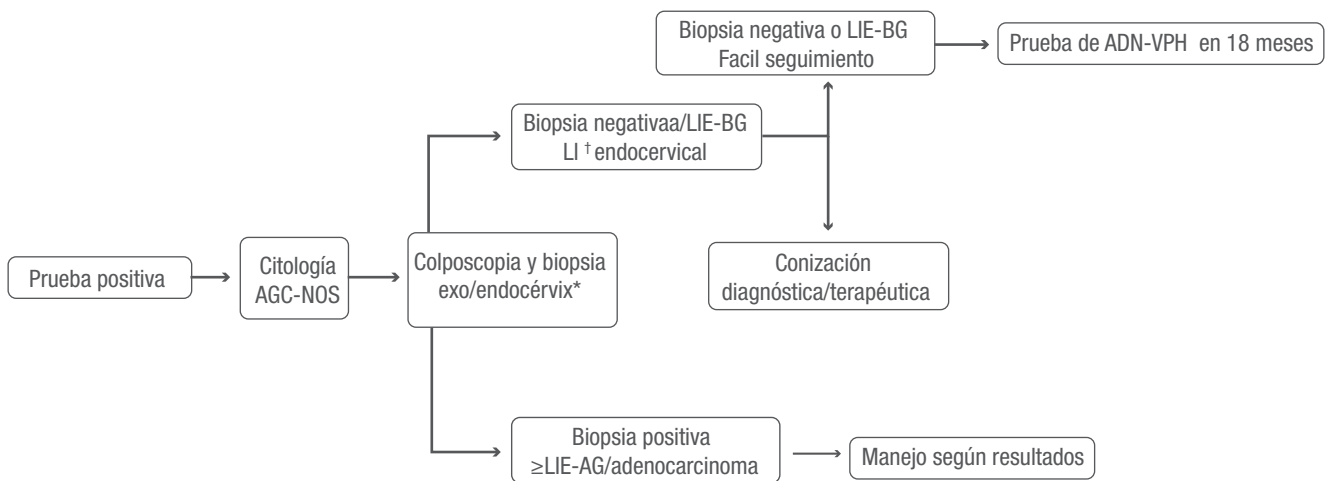 Prueba positiva
Citología
AGC-NOS
Colposcopia y biopsia
exo/endocérvix*
Biopsia negativaa/LIE-BG
LI † endocervical
Biopsia negativa o LIE-BG
Facil seguimiento
Prueba de ADN-VPH en 18 meses
Conización
diagnóstica/terapéutica
Biopsia positiva
≥LIE-AG/adenocarcinoma
Manejo según resultados